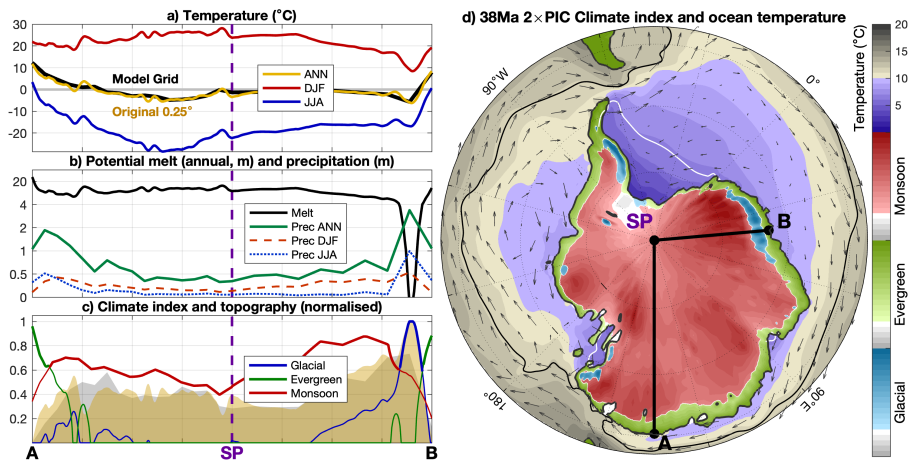 a) Temperature (°C)
30
20
10
0
-10
-20
Model Grid
Original 0.25°
ANN
DJF
JJA
b) Potential melt (annual, m) and precipitation (m)
20
4
2
1
0.5
0
Melt
Prec ANN
Prec DJF
Prec JJA
c) Climate index and topography (normalised)
1
0.8
0.6
0.4
0.2
Glacial
Evergreen
Monsoon
A
SP
B
d) 38Ma 2×PIC Climate index and ocean temperature
90°W
0°
180°
90°E
SP
A
B
Temperature (°C)
20
15
10
5
Monsoon
Evergreen
Glacial